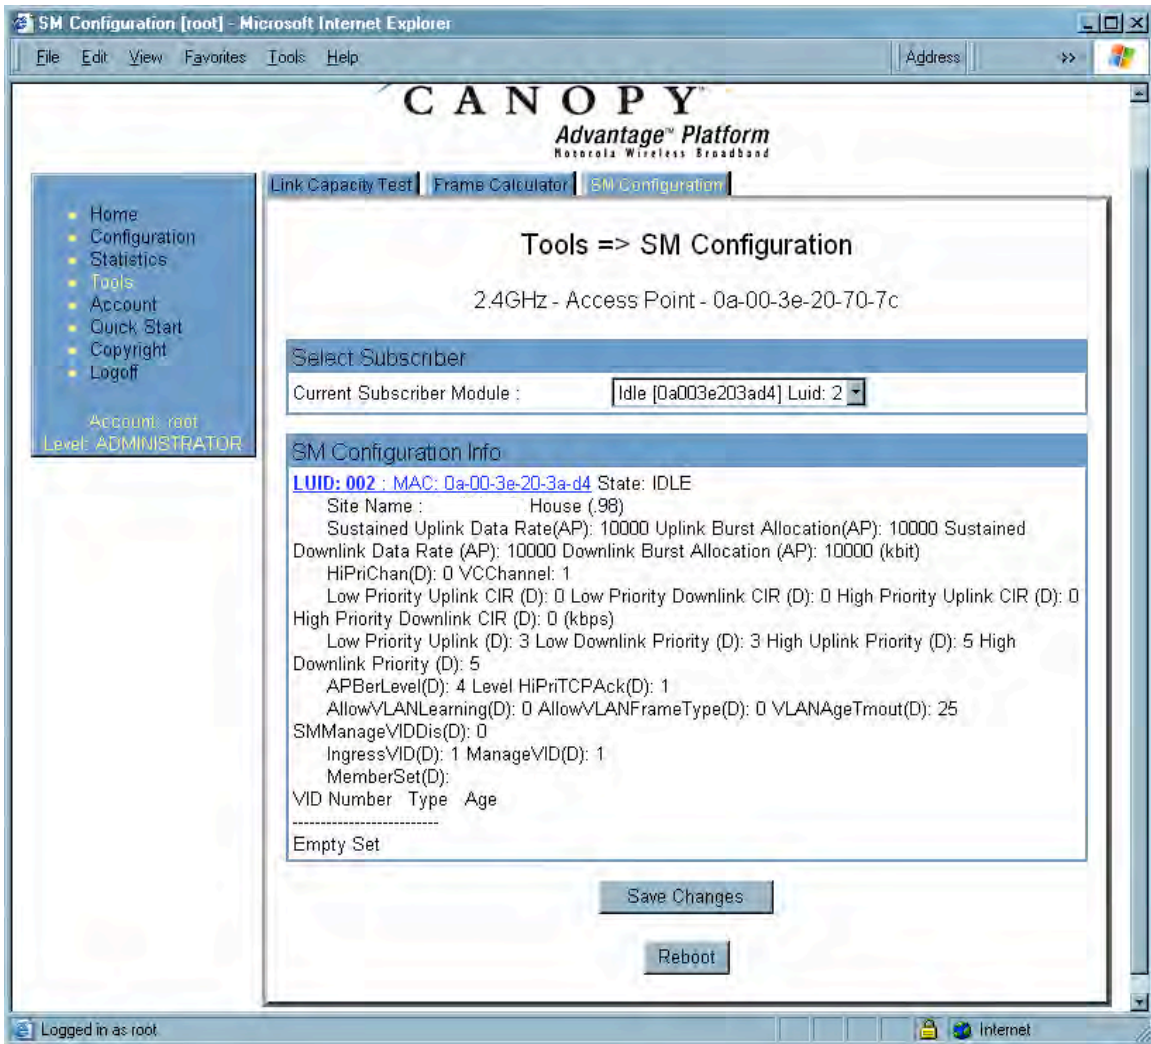 SM Configuration [root] - Microsoft Internet Explorer
File Edit View Favorites Tools Help Address >>
CANOPY
Advantage™ Platform
Motorola Wireless Broadband
Link Capacity Test Frame Calculator SM Configuration
Home
Configuration
Statistics
Tools
Account
Quick Start
Copyright
Logoff
Account: root
Level: ADMINISTRATOR
Tools => SM Configuration
2.4GHz - Access Point - 0a-00-3e-20-70-7c
Select Subscriber
Current Subscriber Module : Idle [0a003e203ad4] Luid: 2
SM Configuration Info
LUID: 002 : MAC: 0a-00-3e-20-3a-d4 State: IDLE
Site Name : House (.98)
Sustained Uplink Data Rate(AP): 10000 Uplink Burst Allocation(AP): 10000 Sustained
Downlink Data Rate (AP): 10000 Downlink Burst Allocation (AP): 10000 (kbit)
HiPriChan(D): 0 VCChannel: 1
Low Priority Uplink CIR (D): 0 Low Priority Downlink CIR (D): 0 High Priority Uplink CIR (D): 0
High Priority Downlink CIR (D): 0 (kbps)
Low Priority Uplink (D): 3 Low Downlink Priority (D): 3 High Uplink Priority (D): 5 High
Downlink Priority (D): 5
APBerLevel(D): 4 Level HiPriTCPAck(D): 1
AllowVLANLearning(D): 0 AllowVLANFrameType(D): 0 VLANAgeTmout(D): 25
SMManageVIDDis(D): 0
IngressVID(D): 1 ManageVID(D): 1
MemberSet(D):
VID Number Type Age
--------------------------
Empty Set
Save Changes
Reboot
Logged in as root Internet